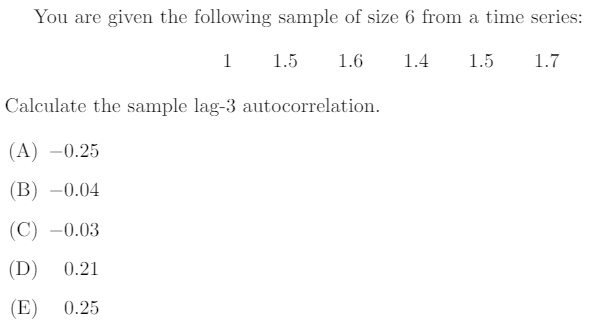 You are given the following sample of size 6 from a time series:
1 1.5 1.6 1.4 1.5 1.7
Calculate the sample lag-3 autocorrelation.
(A) −0.25
(B) −0.04
(C) −0.03
(D) 0.21
(E) 0.25